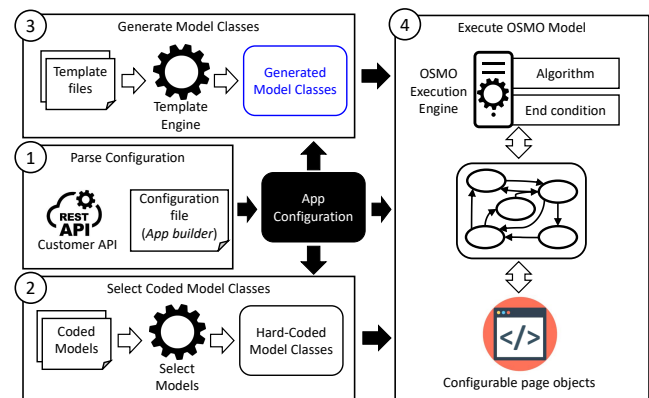 3
Generate Model Classes
Template
files
Template
Engine
Generated
Model Classes
1
Parse Configuration
REST
API
Customer API
Configuration
file
(App builder)
App
Configuration
2
Select Coded Model Classes
Coded
Models
Select
Models
Hard-Coded
Model Classes
4
Execute OSMO Model
OSMO
Execution
Engine
Algorithm
End condition
</>
Configurable page objects